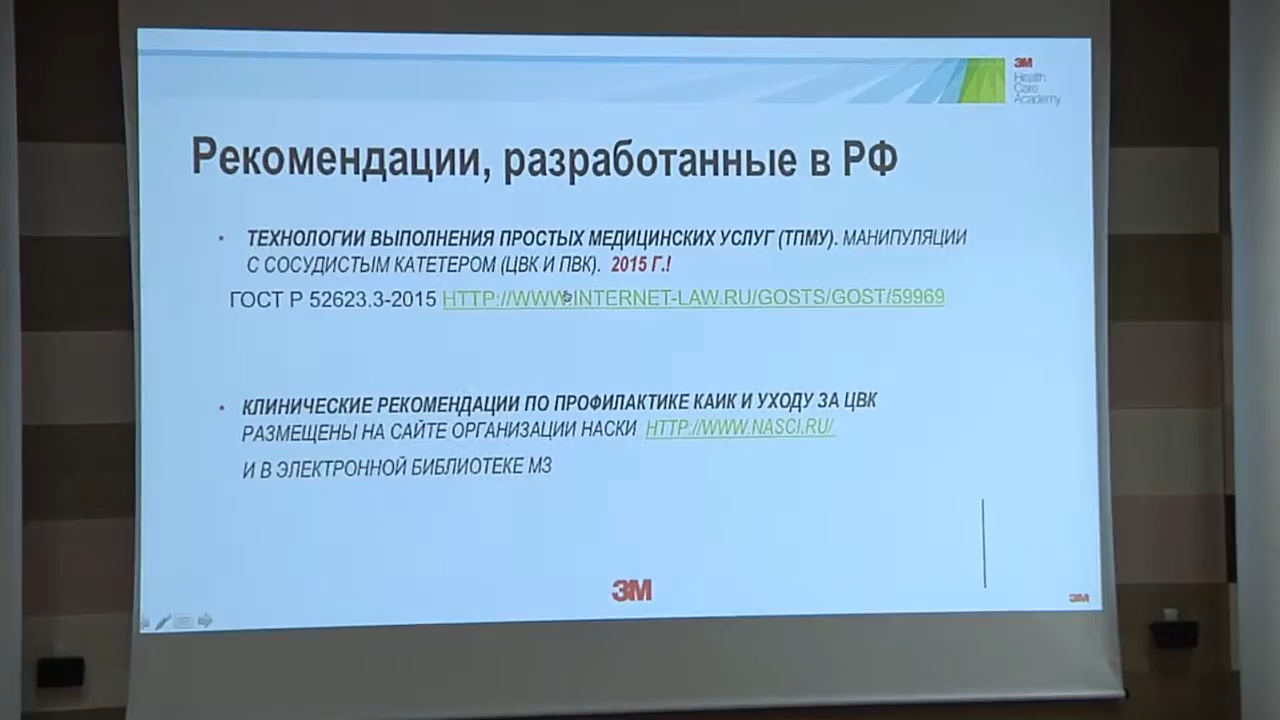 3M
Health
Care
Academy
Рекомендации, разработанные в РФ
• ТЕХНОЛОГИИ ВЫПОЛНЕНИЯ ПРОСТЫХ МЕДИЦИНСКИХ УСЛУГ (ТПМУ). МАНИПУЛЯЦИИ
С СОСУДИСТЫМ КАТЕТЕРОМ (ЦВК И ПВК). 2015 Г.!
ГОСТ Р 52623.3-2015 HTTP://WWW.INTERNET-LAW.RU/GOSTS/GOST/59969
• КЛИНИЧЕСКИЕ РЕКОМЕНДАЦИИ ПО ПРОФИЛАКТИКЕ КАИК И УХОДУ ЗА ЦВК
РАЗМЕЩЕНЫ НА САЙТЕ ОРГАНИЗАЦИИ НАСКИ HTTP://WWW.NASCI.RU/
И В ЭЛЕКТРОННОЙ БИБЛИОТЕКЕ МЗ
3M
3M